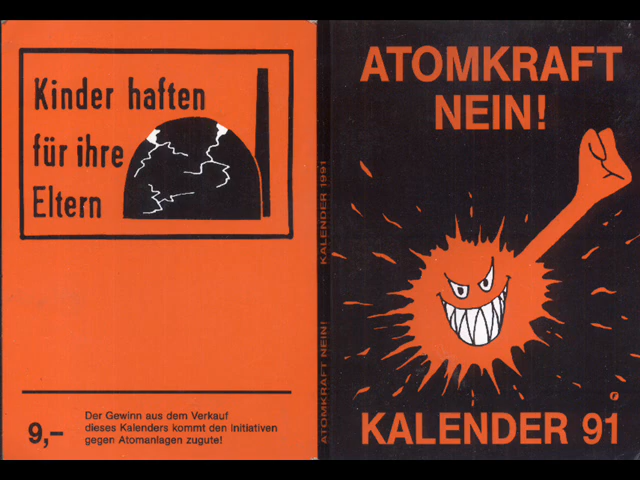 Kinder haften
für ihre
Eltern
9,–
Der Gewinn aus dem Verkauf
dieses Kalenders kommt den Initiativen
gegen Atomanlagen zugute!
ATOMKRAFT NEIN! KALENDER 1991
ATOMKRAFT
NEIN!
KALENDER 91